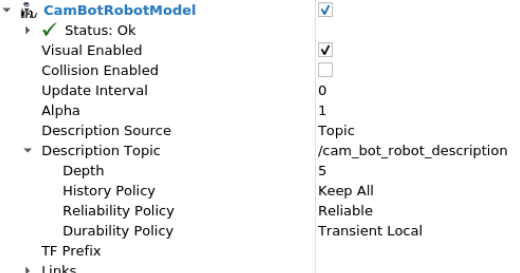 CamBotRobotModel
Status: Ok
Visual Enabled
Collision Enabled
Update Interval 0
Alpha 1
Description Source Topic
Description Topic /cam_bot_robot_description
Depth 5
History Policy Keep All
Reliability Policy Reliable
Durability Policy Transient Local
TF Prefix
Links